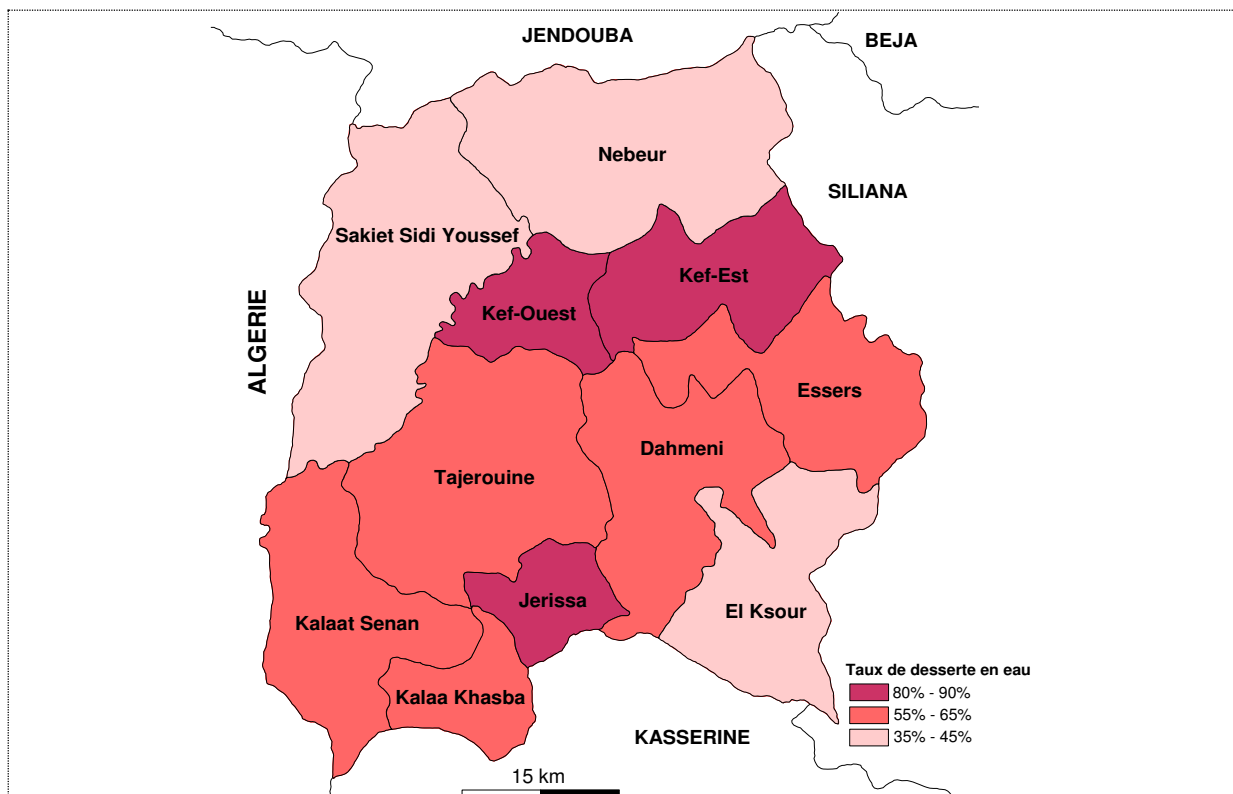 JENDOUBA
BEJA
Nebeur
SILIANA
Sakiet Sidi Youssef
Kef-Est
ALGERIE
Kef-Ouest
Essers
Dahmeni
Tajerouine
Jerissa
El Ksour
Kalaat Senan
Taux de desserte en eau
80% - 90%
Kalaa Khasba
55% - 65%
KASSERINE
35% - 45%
15 km